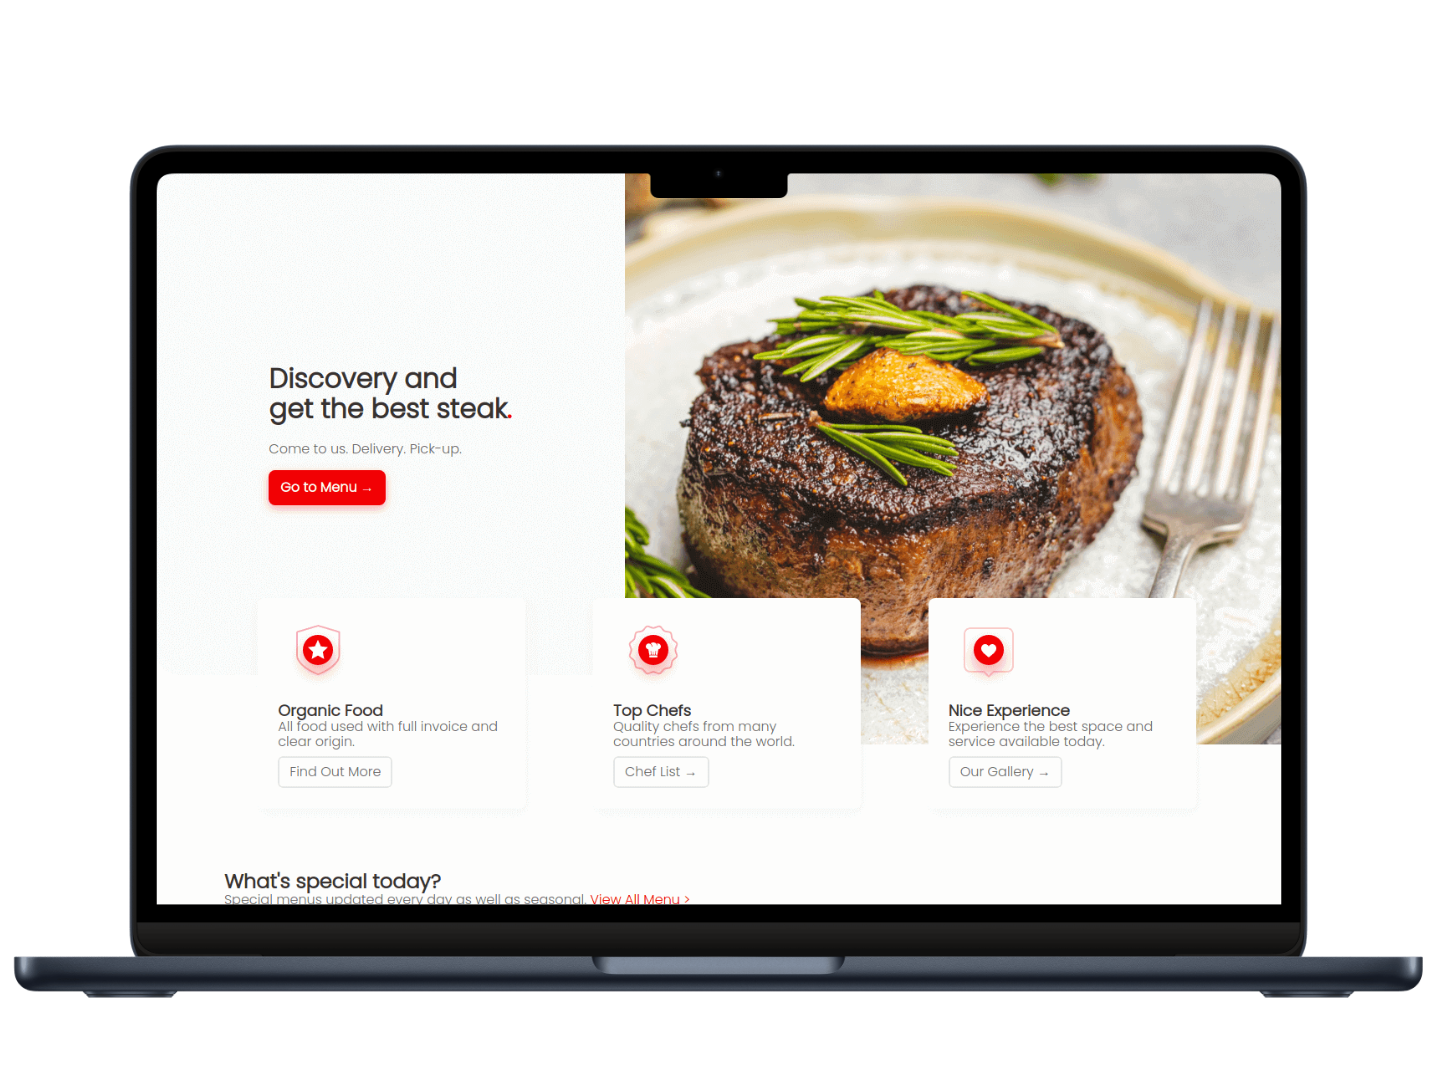 Discovery and
get the best steak.
Come to us. Delivery. Pick-up.
Go to Menu →
Organic Food
All food used with full invoice and
clear origin.
Find Out More
Top Chefs
Quality chefs from many
countries around the world.
Chef List →
Nice Experience
Experience the best space and
service available today.
Our Gallery →
What's special today?
Special menus updated every day as well as seasonal. View All Menu >